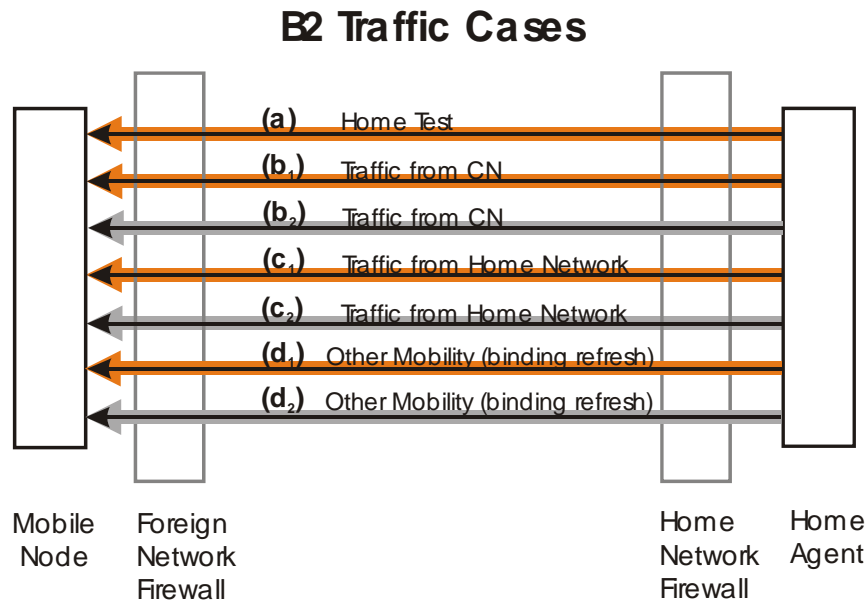 B2 Traffic Cases
(a) Home Test
(b₁) Traffic from CN
(b₂) Traffic from CN
(c₁) Traffic from Home Network
(c₂) Traffic from Home Network
(d₁) Other Mobility (binding refresh)
(d₂) Other Mobility (binding refresh)
Mobile
Node
Foreign
Network
Firewall
Home
Network
Firewall
Home
Agent